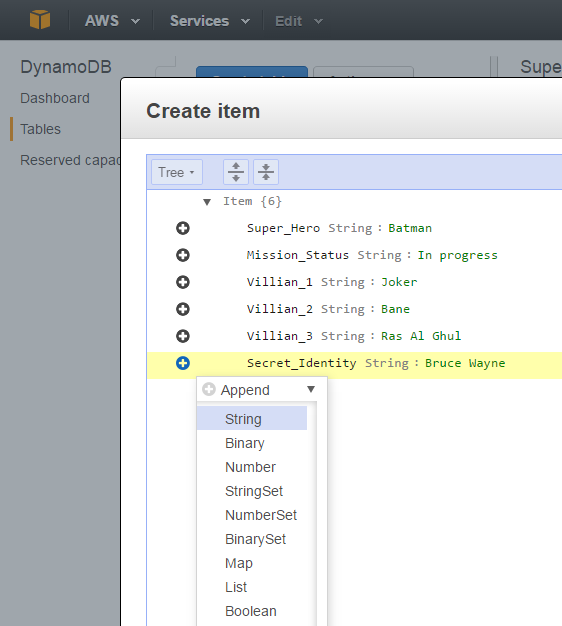 AWS Services Edit
DynamoDB
Dashboard
Tables
Reserved capac
Supe
Create item
Tree
Item {6}
Super_Hero String : Batman
Mission_Status String : In progress
Villian_1 String : Joker
Villian_2 String : Bane
Villian_3 String : Ras Al Ghul
Secret_Identity String : Bruce Wayne
Append
String
Binary
Number
StringSet
NumberSet
BinarySet
Map
List
Boolean